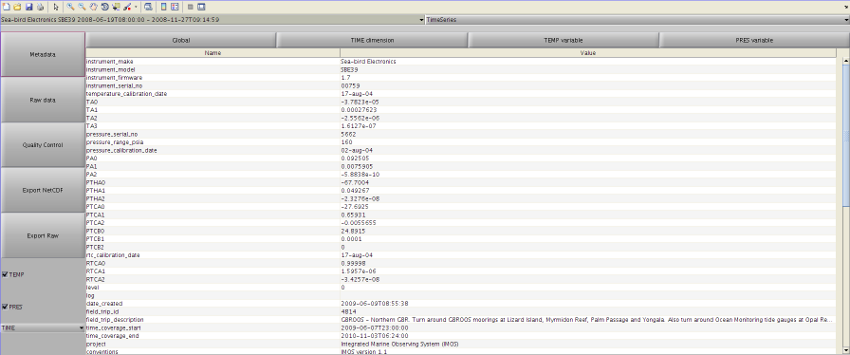 Sea-bird Electronics SBE39 2008-06-19T08:00:00 - 2008-11-27T09:14:59
TimeSeries
Metadata
Raw data
Quality Control
Export NetCDF
Export Raw
TEMP
PRES
TIME
Global
TIME dimension
TEMP variable
PRES variable
Name Value
instrument_make Sea-bird Electronics
instrument_model SBE39
instrument_firmware 1.7
instrument_serial_no 00759
temperature_calibration_date 17-aug-04
TA0 -3.7823e-05
TA1 0.00027623
TA2 -2.5562e-06
TA3 1.6127e-07
pressure_serial_no 5662
pressure_range_psia 160
pressure_calibration_date 02-aug-04
PA0 0.092505
PA1 0.0075905
PA2 -5.8838e-10
PTHA0 -67.7004
PTHA1 0.049267
PTHA2 -2.3276e-08
PTCA0 -27.6925
PTCA1 0.65931
PTCA2 -0.0055655
PTCB0 24.8915
PTCB1 0.0001
PTCB2 0
rtc_calibration_date 17-aug-04
RTCA0 0.99998
RTCA1 1.5957e-06
RTCA2 -3.4257e-08
level 0
log
date_created 2009-06-09T08:55:38
field_trip_id 4814
field_trip_description GBROOS - Northern GBR. Turn around GBROOS moorings at Lizard Island, Myrmidon Reef, Palm Passage and Yongala. Also turn around Ocean Monitoring tide gauges at Opal Re...
time_coverage_start 2009-06-07T23:00:00
time_coverage_end 2010-11-03T06:24:00
project Integrated Marine Observing System (IMOS)
conventions IMOS version 1.1